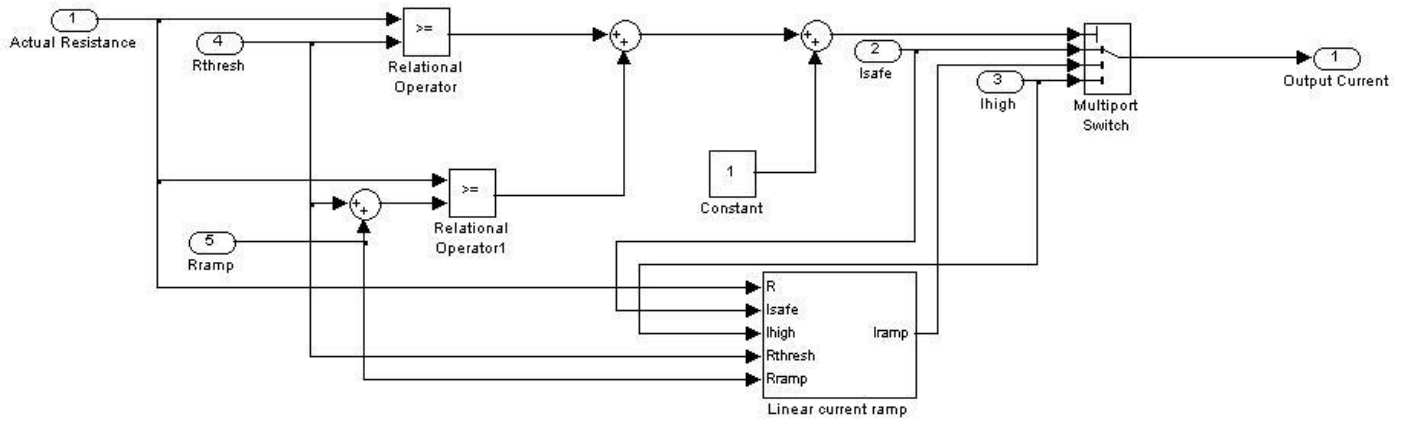 1
Actual Resistance
4
Rthresh
>=
Relational
Operator
+
+
+
+
2
Isafe
3
Ihigh
Multiport
Switch
1
Output Current
1
Constant
+
+
>=
Relational
Operator1
5
Rramp
R
Isafe
Ihigh
Rthresh
Rramp
Iramp
Linear current ramp